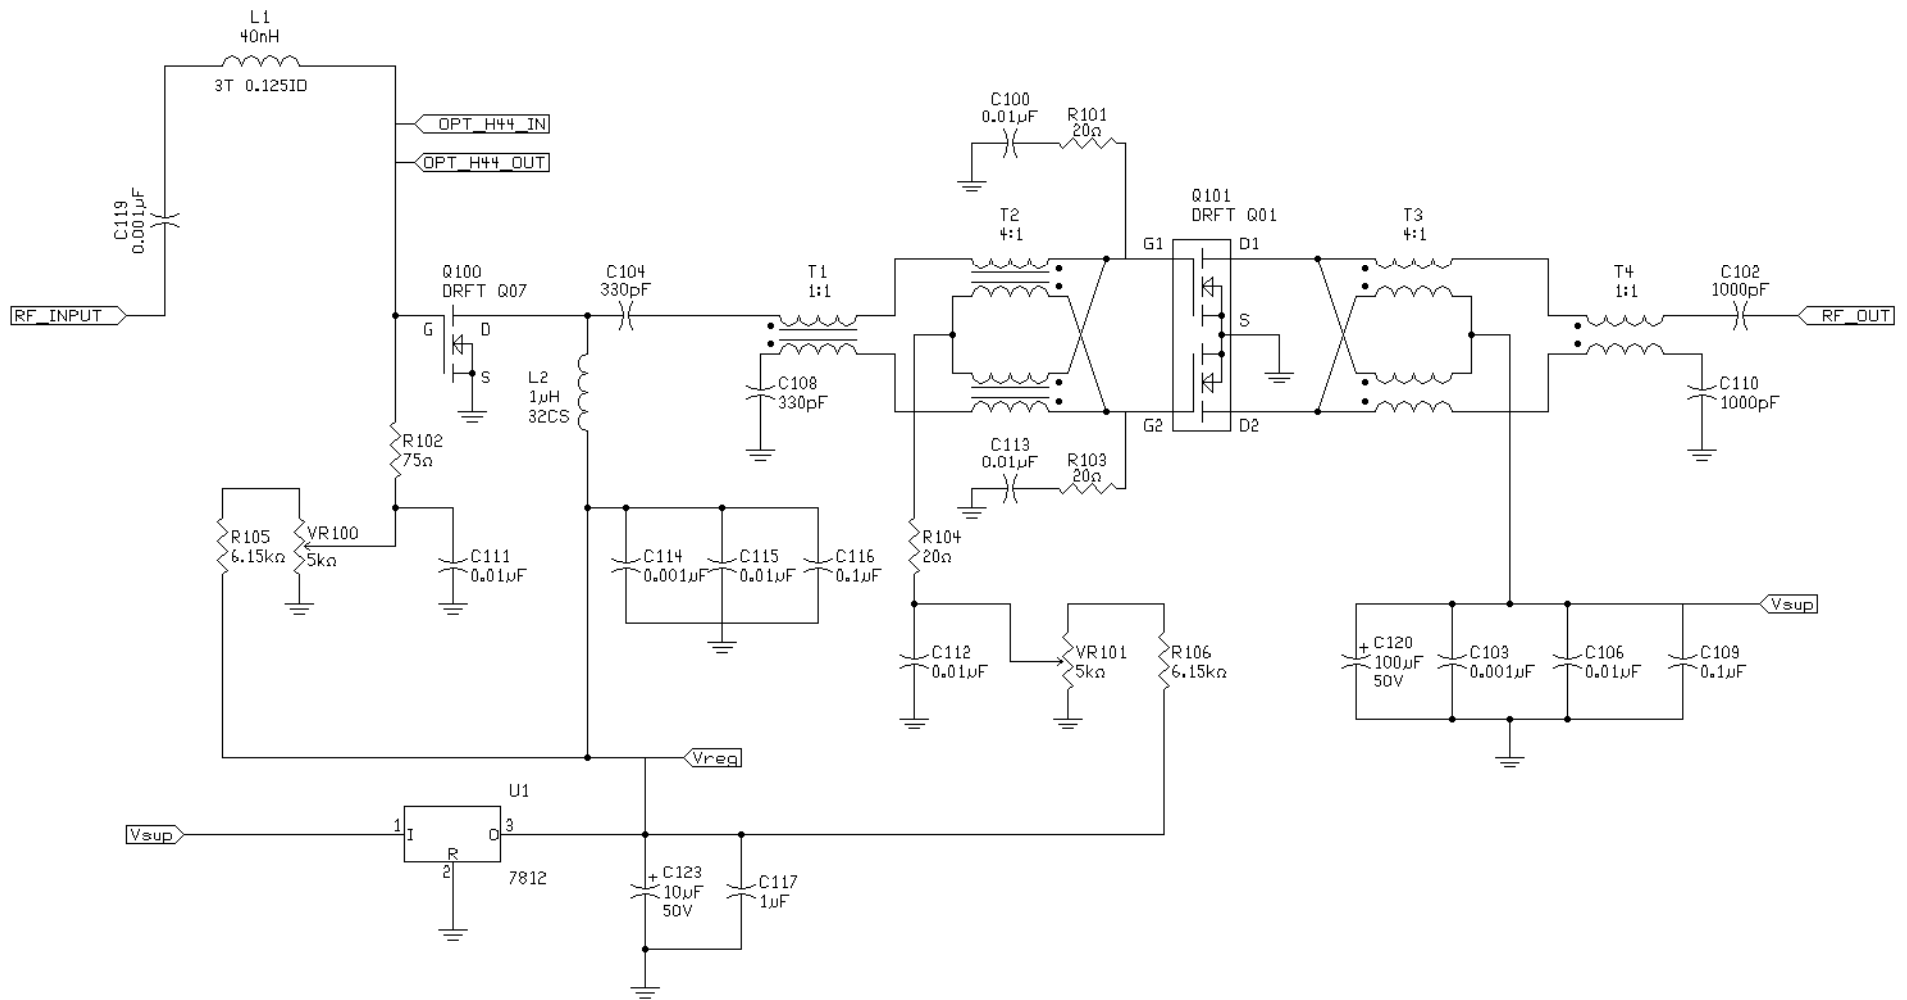 L1
40nH
3T 0.125ID
OPT_H44_IN
OPT_H44_OUT
C119
0.001µF
RF_INPUT
Q100
DRFT Q07
G
D
S
C104
330pF
T1
1:1
C108
330pF
L2
1µH
32CS
R102
75Ω
R105
6.15kΩ
VR100
5kΩ
C111
0.01µF
C114
0.001µF
C115
0.01µF
C116
0.1µF
C100
0.01µF
R101
20Ω
T2
4:1
Q101
DRFT Q01
G1
D1
S
G2
D2
C113
0.01µF
R103
20Ω
T3
4:1
T4
1:1
C102
1000pF
RF_OUT
C110
1000pF
R104
20Ω
C112
0.01µF
VR101
5kΩ
R106
6.15kΩ
Vsup
+ C120
100µF
50V
C103
0.001µF
C106
0.01µF
C109
0.1µF
Vreg
U1
Vsup
1
I
O
3
R
2
7812
+ C123
10µF
50V
C117
1µF